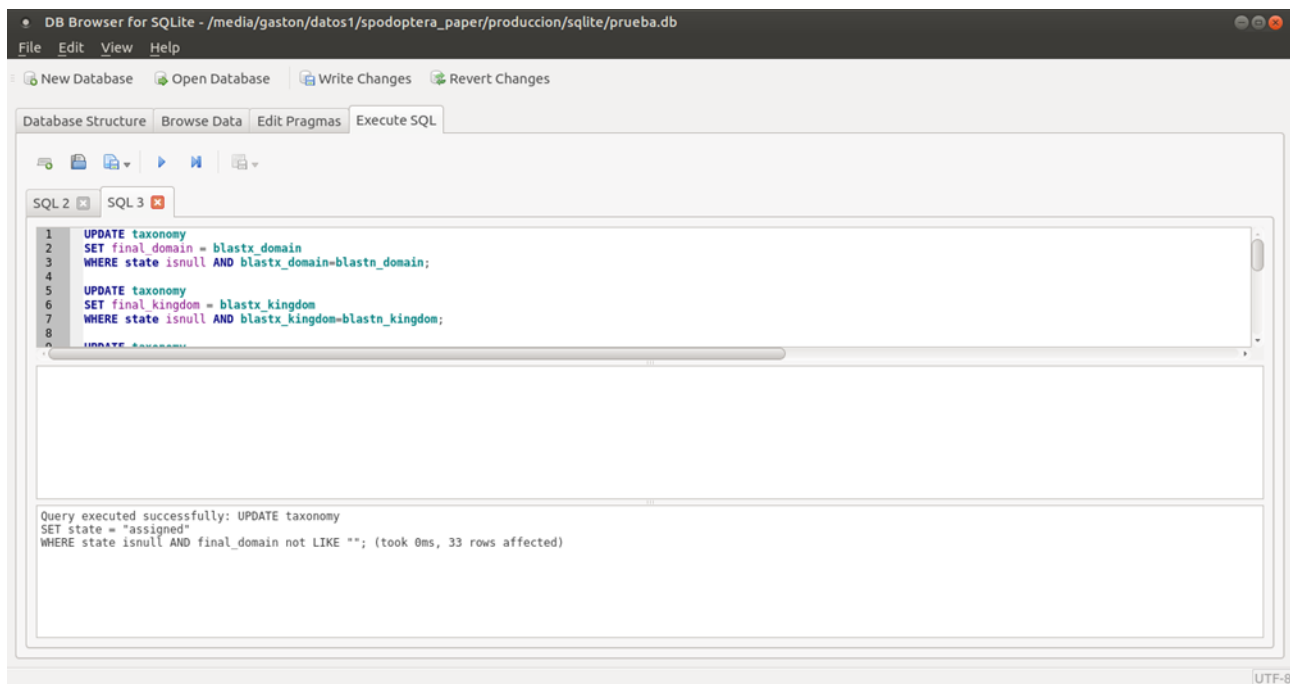 DB Browser for SQLite - /media/gaston/datos1/spodoptera_paper/produccion/sqlite/prueba.db
File Edit View Help
New Database Open Database Write Changes Revert Changes
Database Structure Browse Data Edit Pragmas Execute SQL
SQL 2 SQL 3
1 UPDATE taxonomy
2 SET final_domain = blastx_domain
3 WHERE state isnull AND blastx_domain=blastn_domain;
4
5 UPDATE taxonomy
6 SET final_kingdom = blastx_kingdom
7 WHERE state isnull AND blastx_kingdom=blastn_kingdom;
8
9 UPDATE taxonomy
Query executed successfully: UPDATE taxonomy
SET state = "assigned"
WHERE state isnull AND final_domain not LIKE ""; (took 0ms, 33 rows affected)
UTF-8